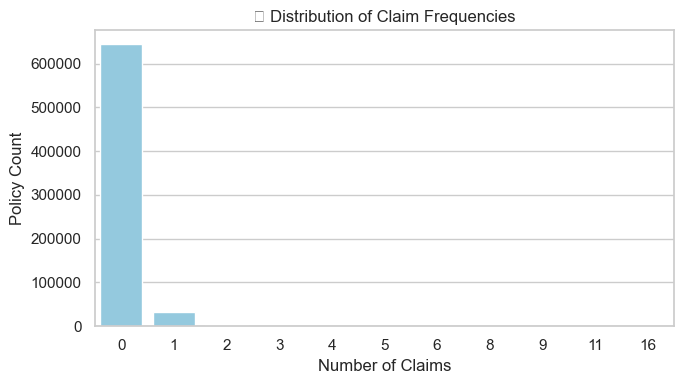 Distribution of Claim Frequencies
Policy Count
600000
500000
400000
300000
200000
100000
0
0 1 2 3 4 5 6 8 9 11 16
Number of Claims